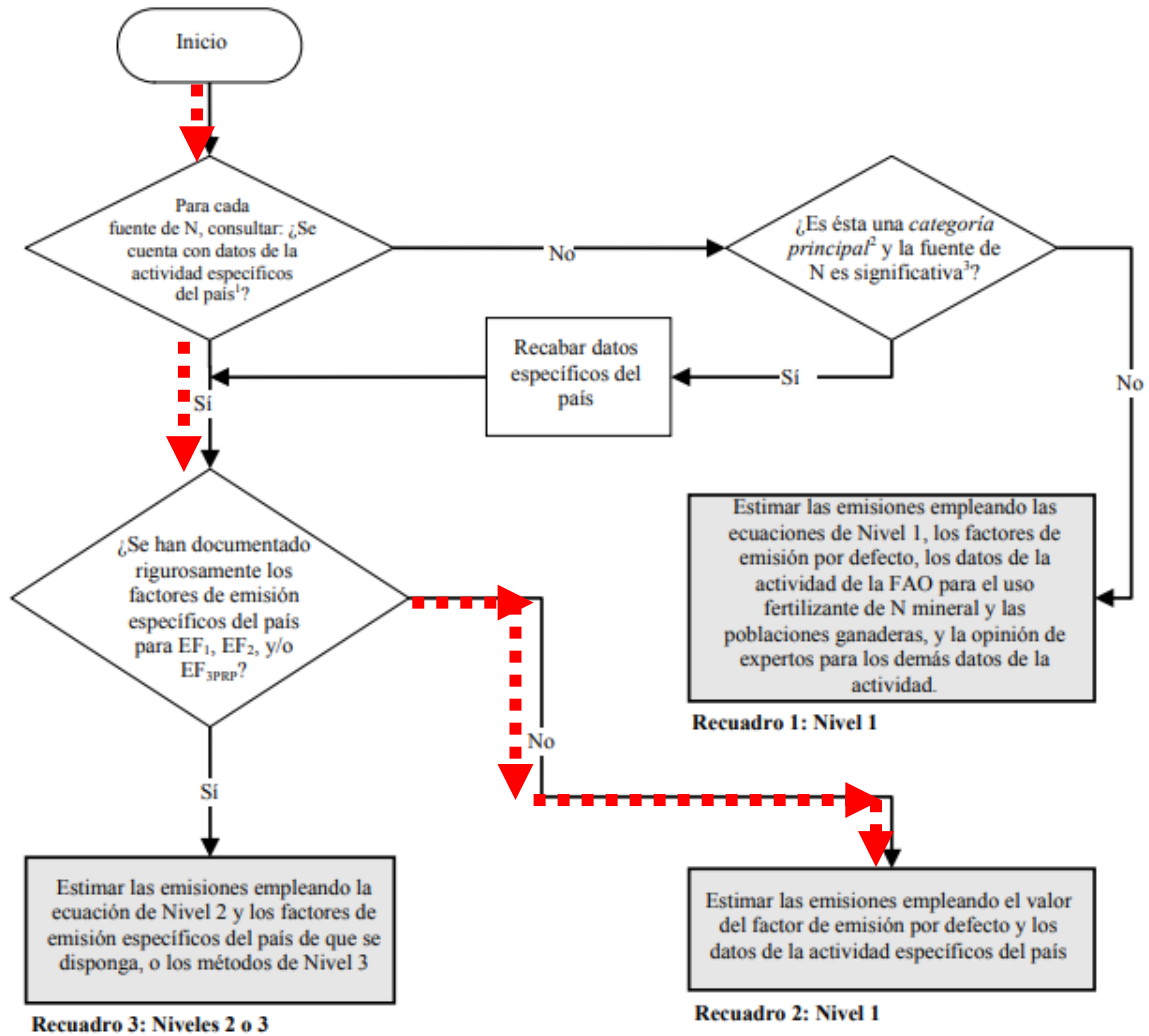 Inicio
Para cada
fuente de N, consultar: ¿Se
cuenta con datos de la
actividad específicos
del país¹?
No
¿Es ésta una categoría
principal² y la fuente de
N es significativa³?
Recabar datos
específicos del
país
Sí
No
Sí
¿Se han documentado
rigurosamente los
factores de emisión
específicos del país
para EF₁, EF₂, y/o
EF₃PRP?
Estimar las emisiones empleando las
ecuaciones de Nivel 1, los factores de
emisión por defecto, los datos de la
actividad de la FAO para el uso
fertilizante de N mineral y las
poblaciones ganaderas, y la opinión de
expertos para los demás datos de la
actividad.
Recuadro 1: Nivel 1
No
Sí
Estimar las emisiones empleando la
ecuación de Nivel 2 y los factores de
emisión específicos del país de que se
disponga, o los métodos de Nivel 3
Recuadro 3: Niveles 2 o 3
Estimar las emisiones empleando el valor
del factor de emisión por defecto y los
datos de la actividad específicos del país
Recuadro 2: Nivel 1